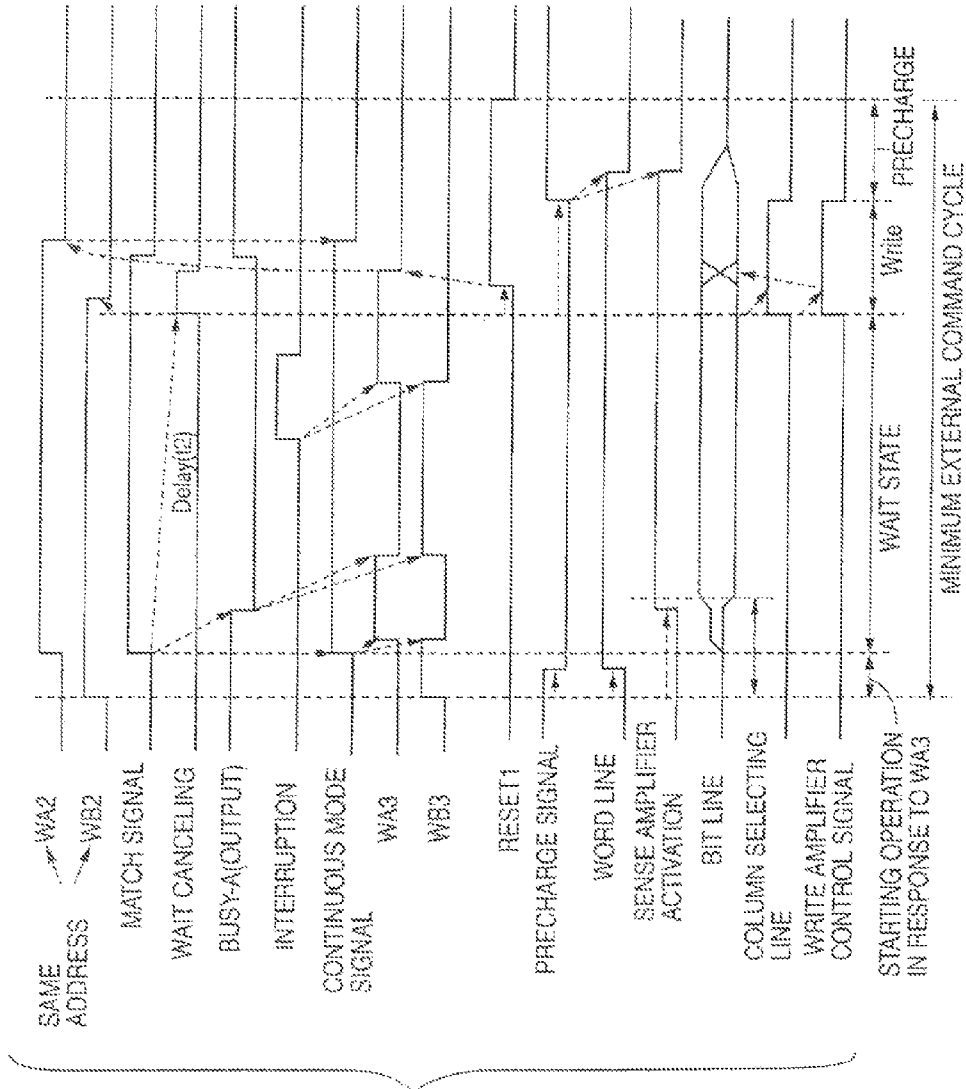 SAME
ADDRESS
WA2
WB2
MATCH SIGNAL
WAIT CANCELING
BUSY-A(OUTPUT)
INTERRUPTION
CONTINUOUS MODE
SIGNAL
WA3
WB3
RESET1
PRECHARGE SIGNAL
WORD LINE
SENSE AMPLIFIER
ACTIVATION
BIT LINE
COLUMN SELECTING
LINE
WRITE AMPLIFIER
CONTROL SIGNAL
STARTING OPERATION
IN RESPONSE TO WA3
Delay(t2)
WAIT STATE
Write
PRECHARGE
MINIMUM EXTERNAL COMMAND CYCLE